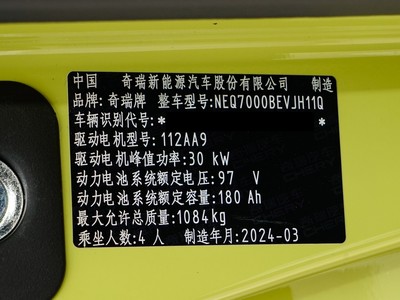 中国 奇瑞新能源汽车股份有限公司 制造
品牌:奇瑞牌 整车型号:NEQ7000BEVJH11Q
车辆识别代号:* *
驱动电机型号:112AA9
驱动电机峰值功率:30 kW
动力电池系统额定电压:97 V
动力电池系统额定容量:180 Ah
最大允许总质量:1084kg
乘坐人数:4 人 制造年月:2024-03